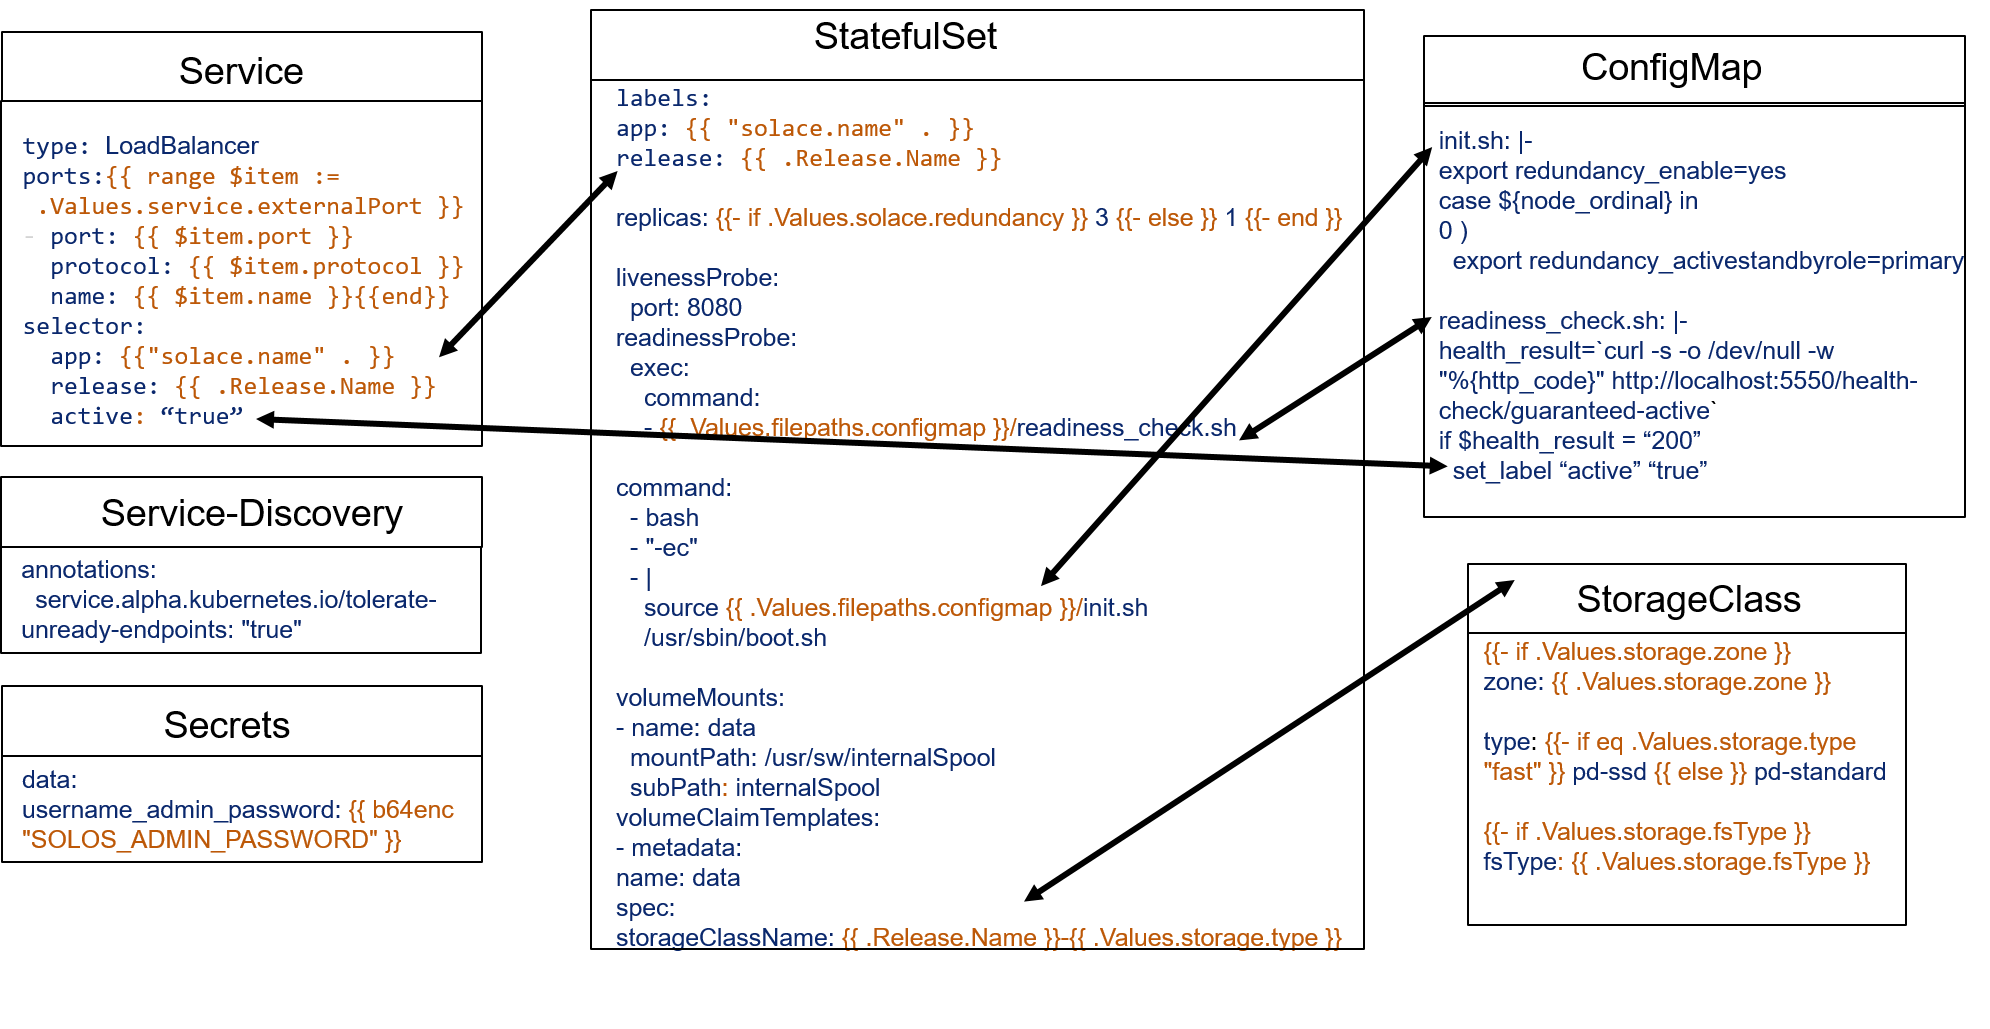 Service
type: LoadBalancer
ports:{{ range $item :=
.Values.service.externalPort }}
- port: {{ $item.port }}
protocol: {{ $item.protocol }}
name: {{ $item.name }}{{end}}
selector:
app: {{"solace.name" . }}
release: {{ .Release.Name }}
active: “true”
Service-Discovery
annotations:
service.alpha.kubernetes.io/tolerate-
unready-endpoints: "true"
Secrets
data:
username_admin_password: {{ b64enc
"SOLOS_ADMIN_PASSWORD" }}
StatefulSet
labels:
app: {{ "solace.name" . }}
release: {{ .Release.Name }}
replicas: {{- if .Values.solace.redundancy }} 3 {{- else }} 1 {{- end }}
livenessProbe:
port: 8080
readinessProbe:
exec:
command:
- {{ .Values.filepaths.configmap }}/readiness_check.sh
command:
- bash
- "-ec"
- |
source {{ .Values.filepaths.configmap }}/init.sh
/usr/sbin/boot.sh
volumeMounts:
- name: data
mountPath: /usr/sw/internalSpool
subPath: internalSpool
volumeClaimTemplates:
- metadata:
name: data
spec:
storageClassName: {{ .Release.Name }}-{{ .Values.storage.type }}
ConfigMap
init.sh: |-
export redundancy_enable=yes
case ${node_ordinal} in
0 )
export redundancy_activestandbyrole=primary
readiness_check.sh: |-
health_result=`curl -s -o /dev/null -w
"%{http_code}" http://localhost:5550/health-
check/guaranteed-active`
if $health_result = “200”
set_label “active” “true”
StorageClass
{{- if .Values.storage.zone }}
zone: {{ .Values.storage.zone }}
type: {{- if eq .Values.storage.type
"fast" }} pd-ssd {{ else }} pd-standard
{{- if .Values.storage.fsType }}
fsType: {{ .Values.storage.fsType }}